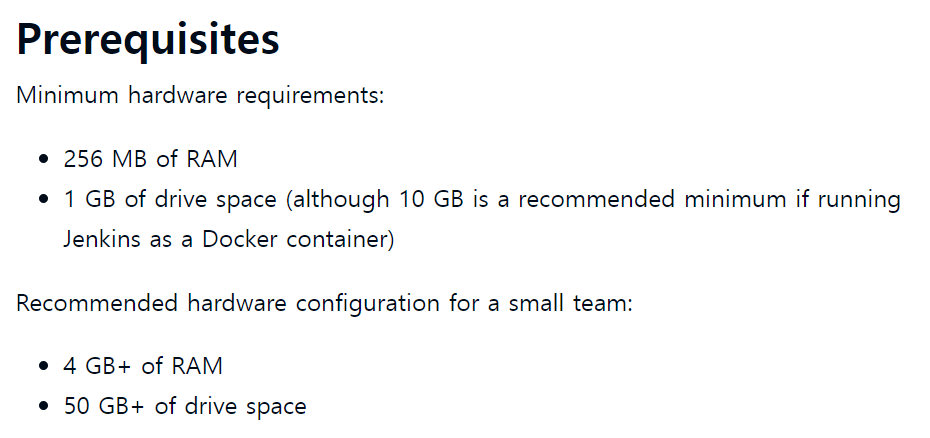 Prerequisites
Minimum hardware requirements:
• 256 MB of RAM
• 1 GB of drive space (although 10 GB is a recommended minimum if running
Jenkins as a Docker container)
Recommended hardware configuration for a small team:
• 4 GB+ of RAM
• 50 GB+ of drive space